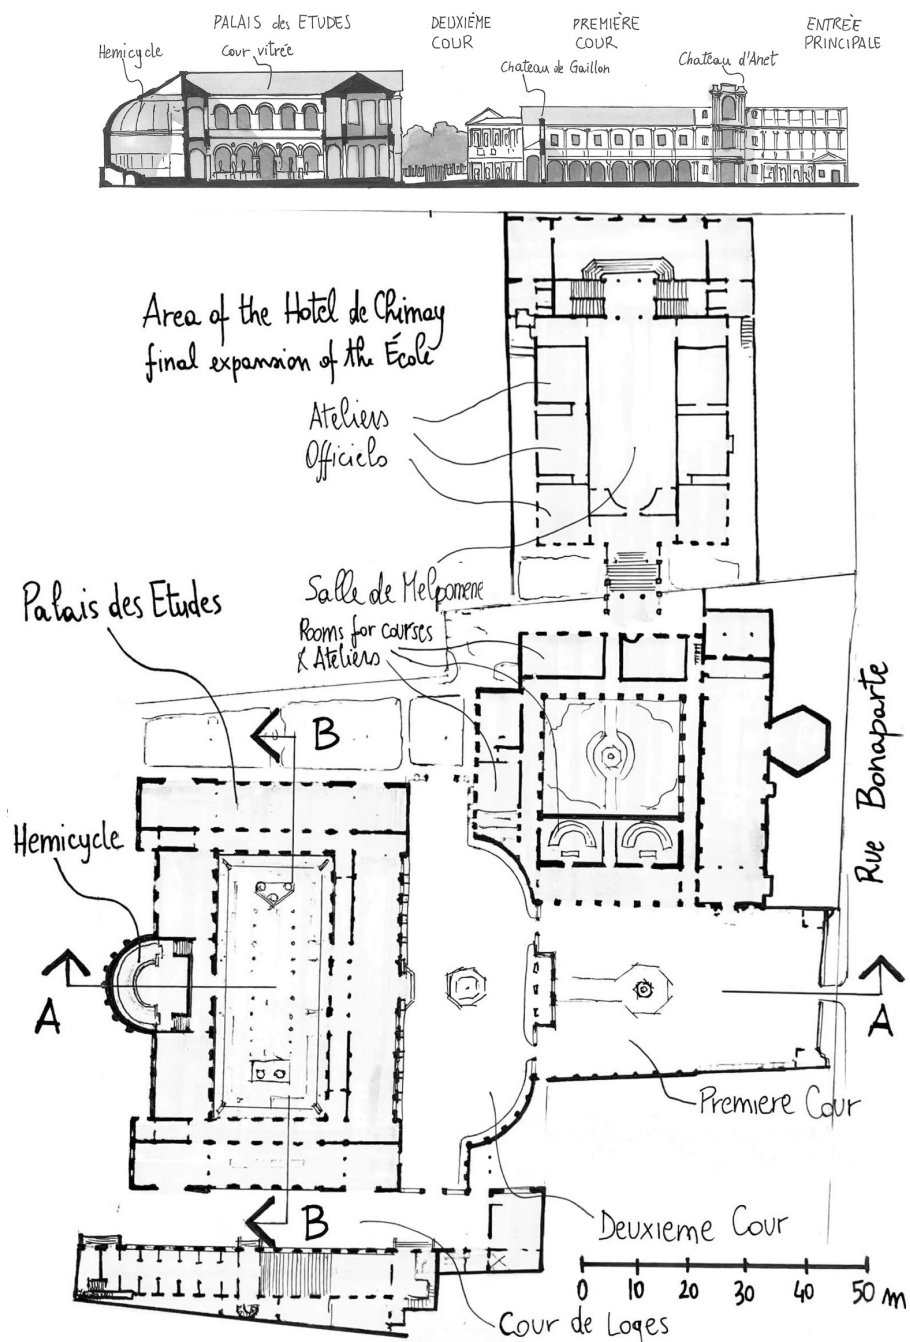 PALAIS des ETUDES
DEUXIÈME
COUR
PREMIÈRE
COUR
ENTRÈE
PRINCIPALE
Hemicycle
Cour vitrée
Chateau de Gaillon
Chateau d'Anet
Area of the Hotel de Chimay
final expansion of the École
Ateliers
Officiels
Salle de Melpomene
Rooms for courses
& Ateliers
Palais des Etudes
B
Rue Bonaparte
Hemicycle
A
A
Premiere Cour
B
Deuxieme Cour
0 10 20 30 40 50 m
Cour de Loges